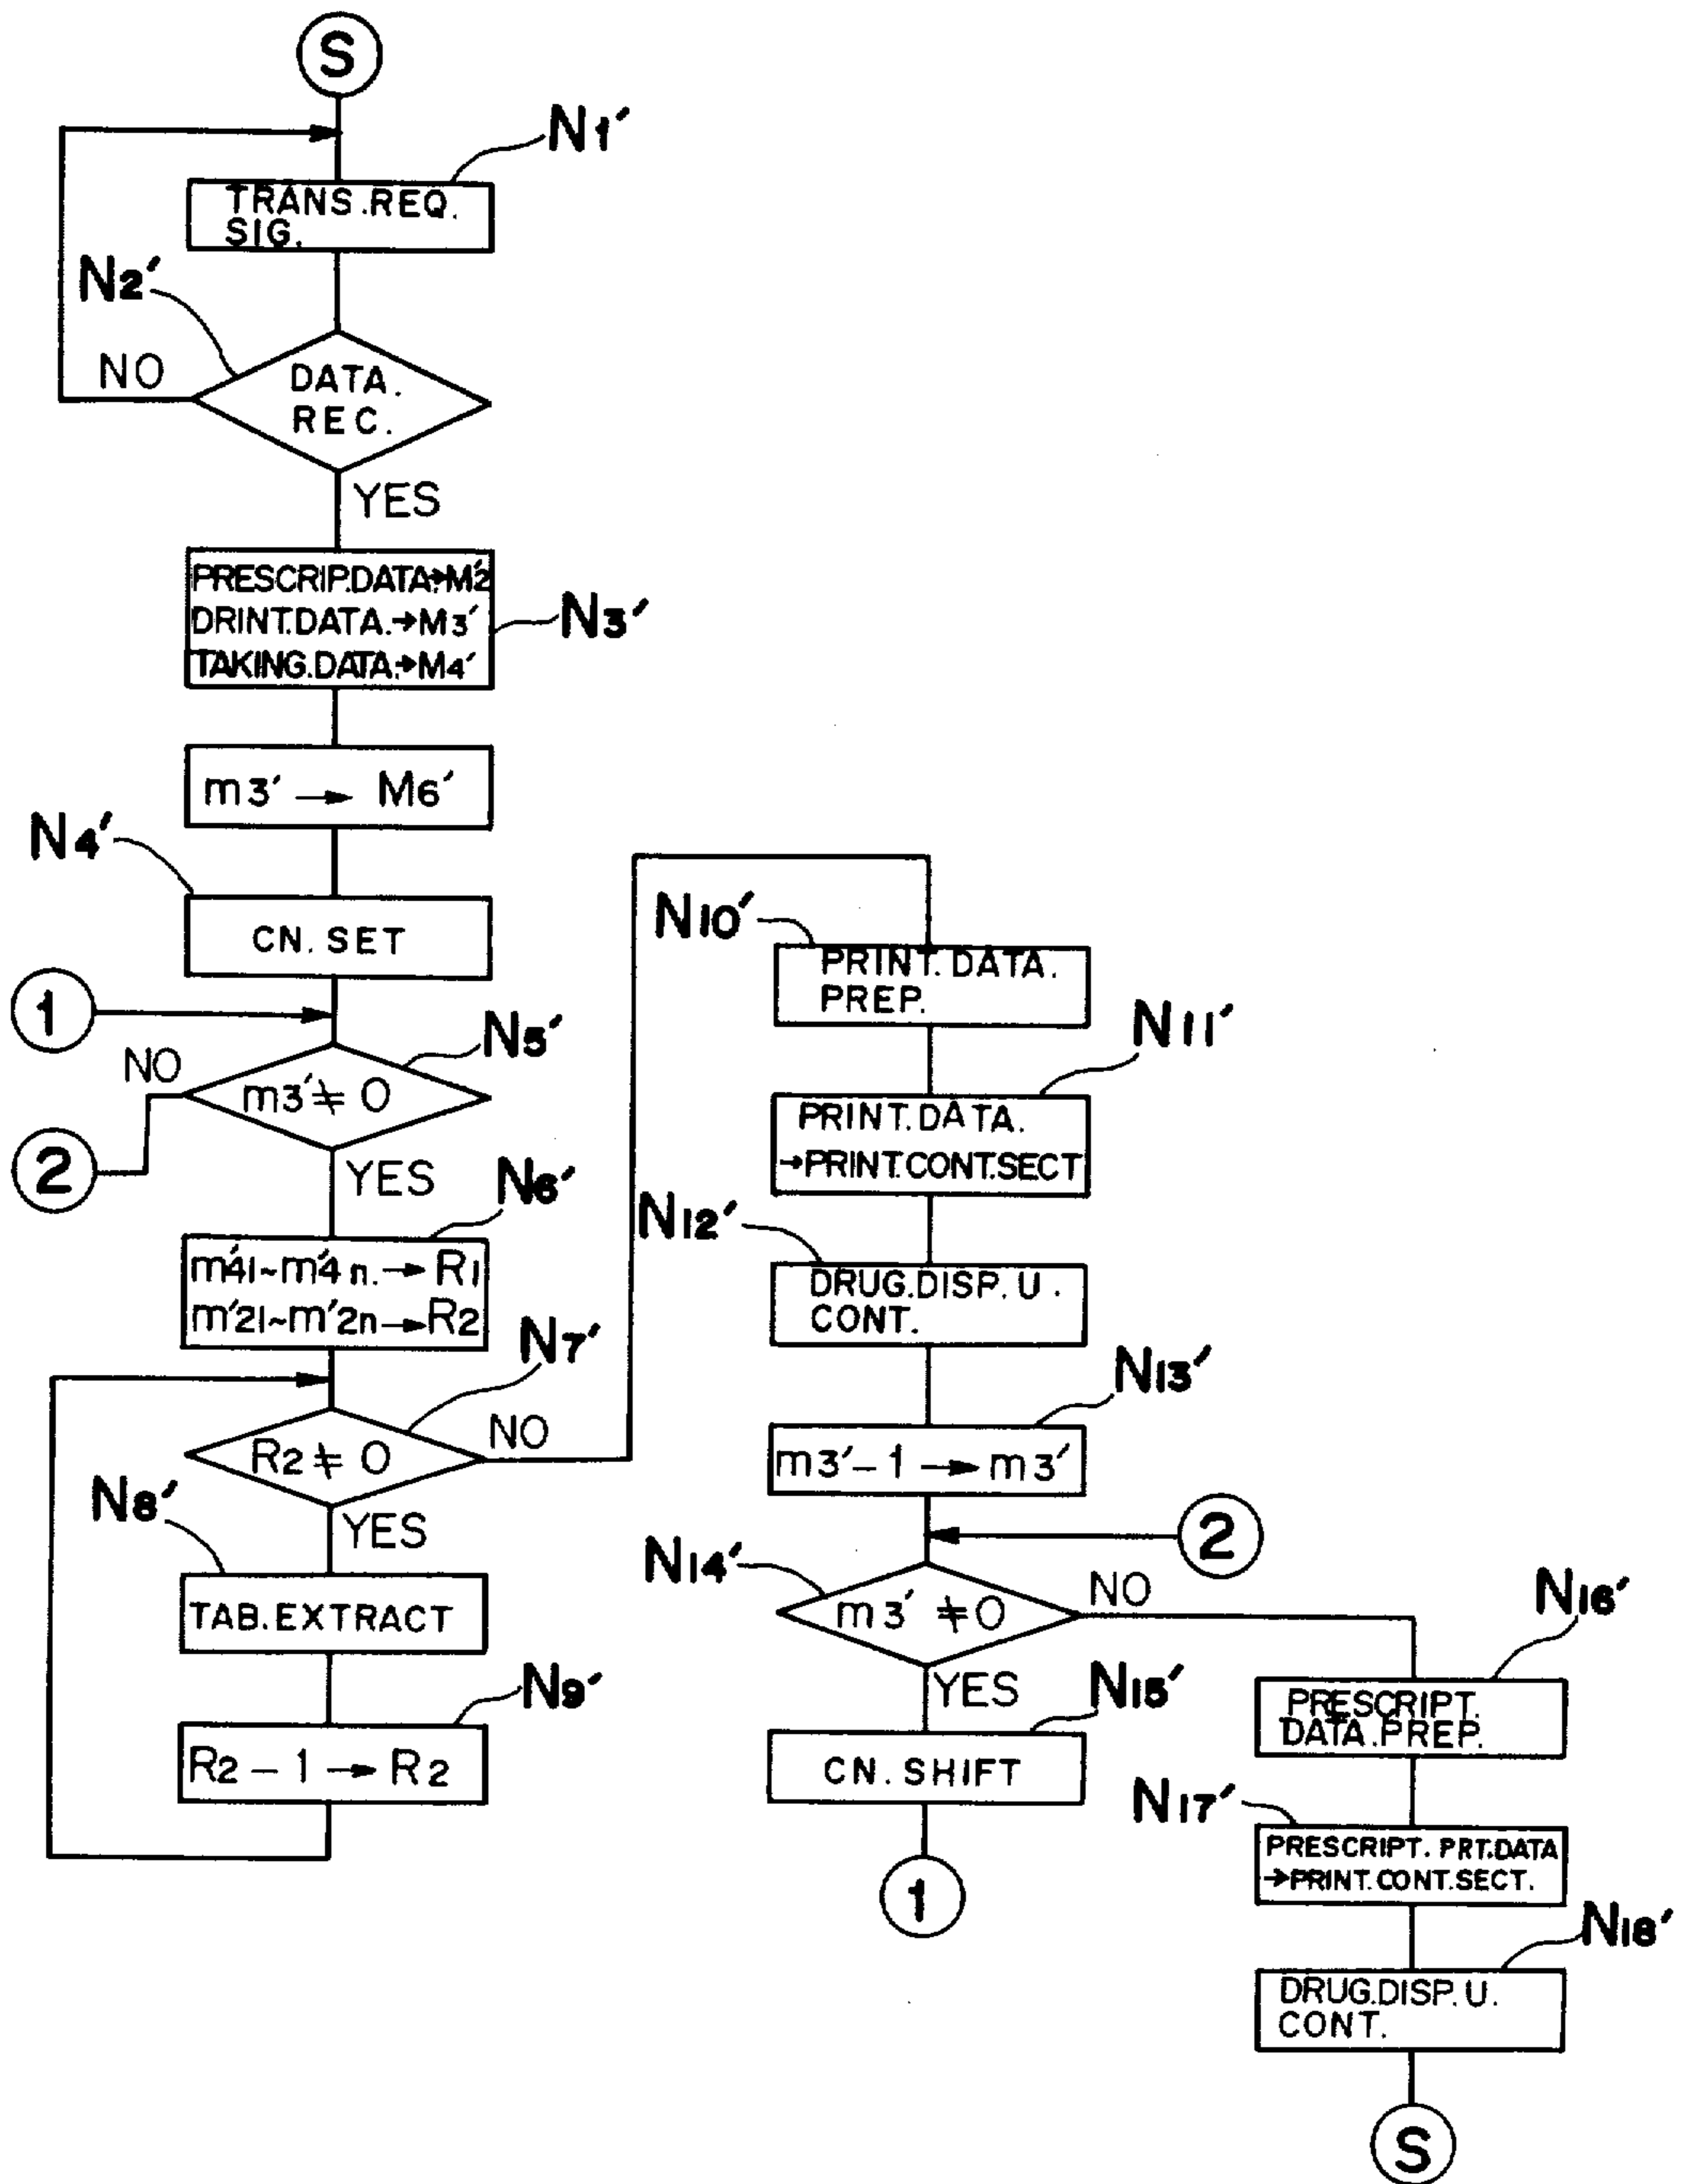 S
N1'
TRANS.REQ.
SIG.
N2'
NO
DATA.
REC.
YES
PRESCRIP.DATA.→M'2
DRINT.DATA.→M3'
TAKING.DATA.→M4'
N3'
m3' → M6'
N4'
CN. SET
1
N5'
NO
m3' ≠ 0
2
YES
N6'
m'41~m'4n. → R1
m'21~m'2n → R2
N7'
R2 ≠ 0
NO
N8'
YES
TAB.EXTRACT
N9'
R2 - 1 → R2
N10'
PRINT. DATA.
PREP.
N11'
PRINT.DATA.
→PRINT.CONT.SECT
N12'
DRUG.DISP. U.
CONT.
N13'
m3' - 1 → m3'
2
N14'
m3' ≠ 0
NO
YES
N15'
CN. SHIFT
1
N16'
PRESCRIPT.
DATA.PREP.
N17'
PRESCRIPT. PRT.DATA
→PRINT.CONT.SECT.
N18'
DRUG.DISP. U.
CONT.
S